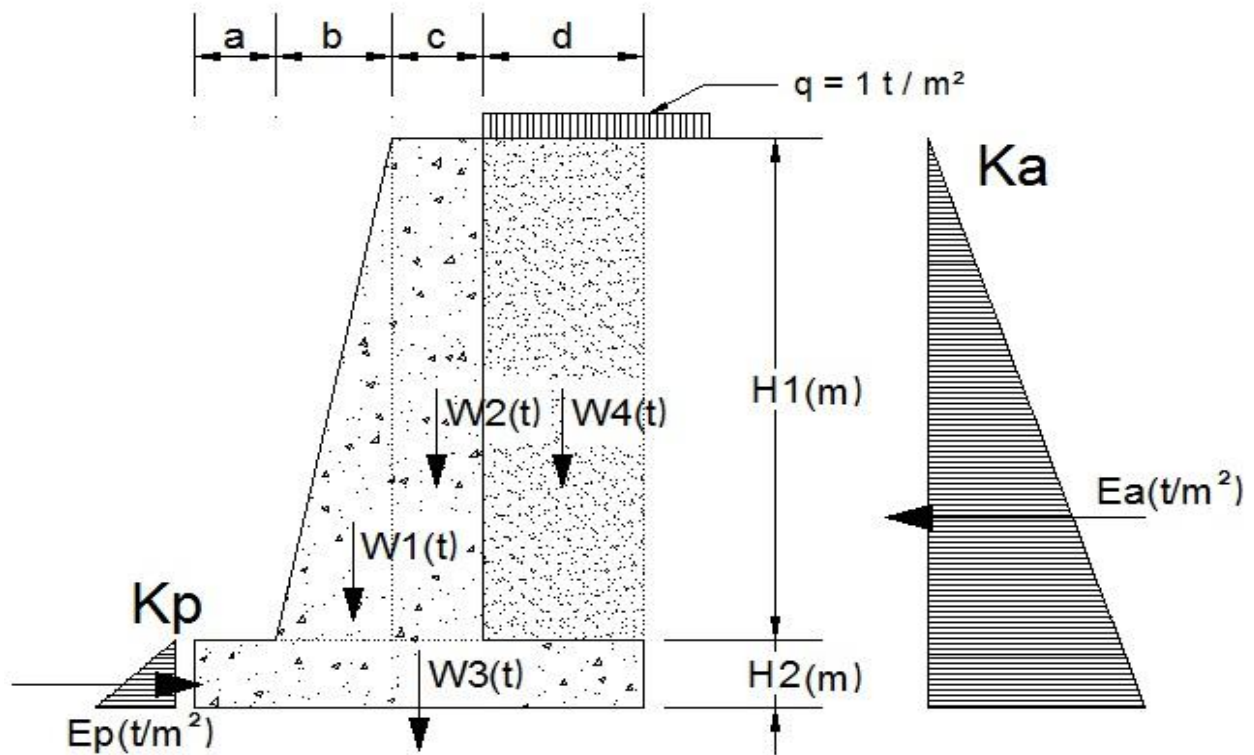 a b c d
q = 1 t / m²
Ka
H1(m)
W2(t) W4(t)
Ea(t/m²)
W1(t)
Kp
W3(t)
H2(m)
Ep(t/m²)